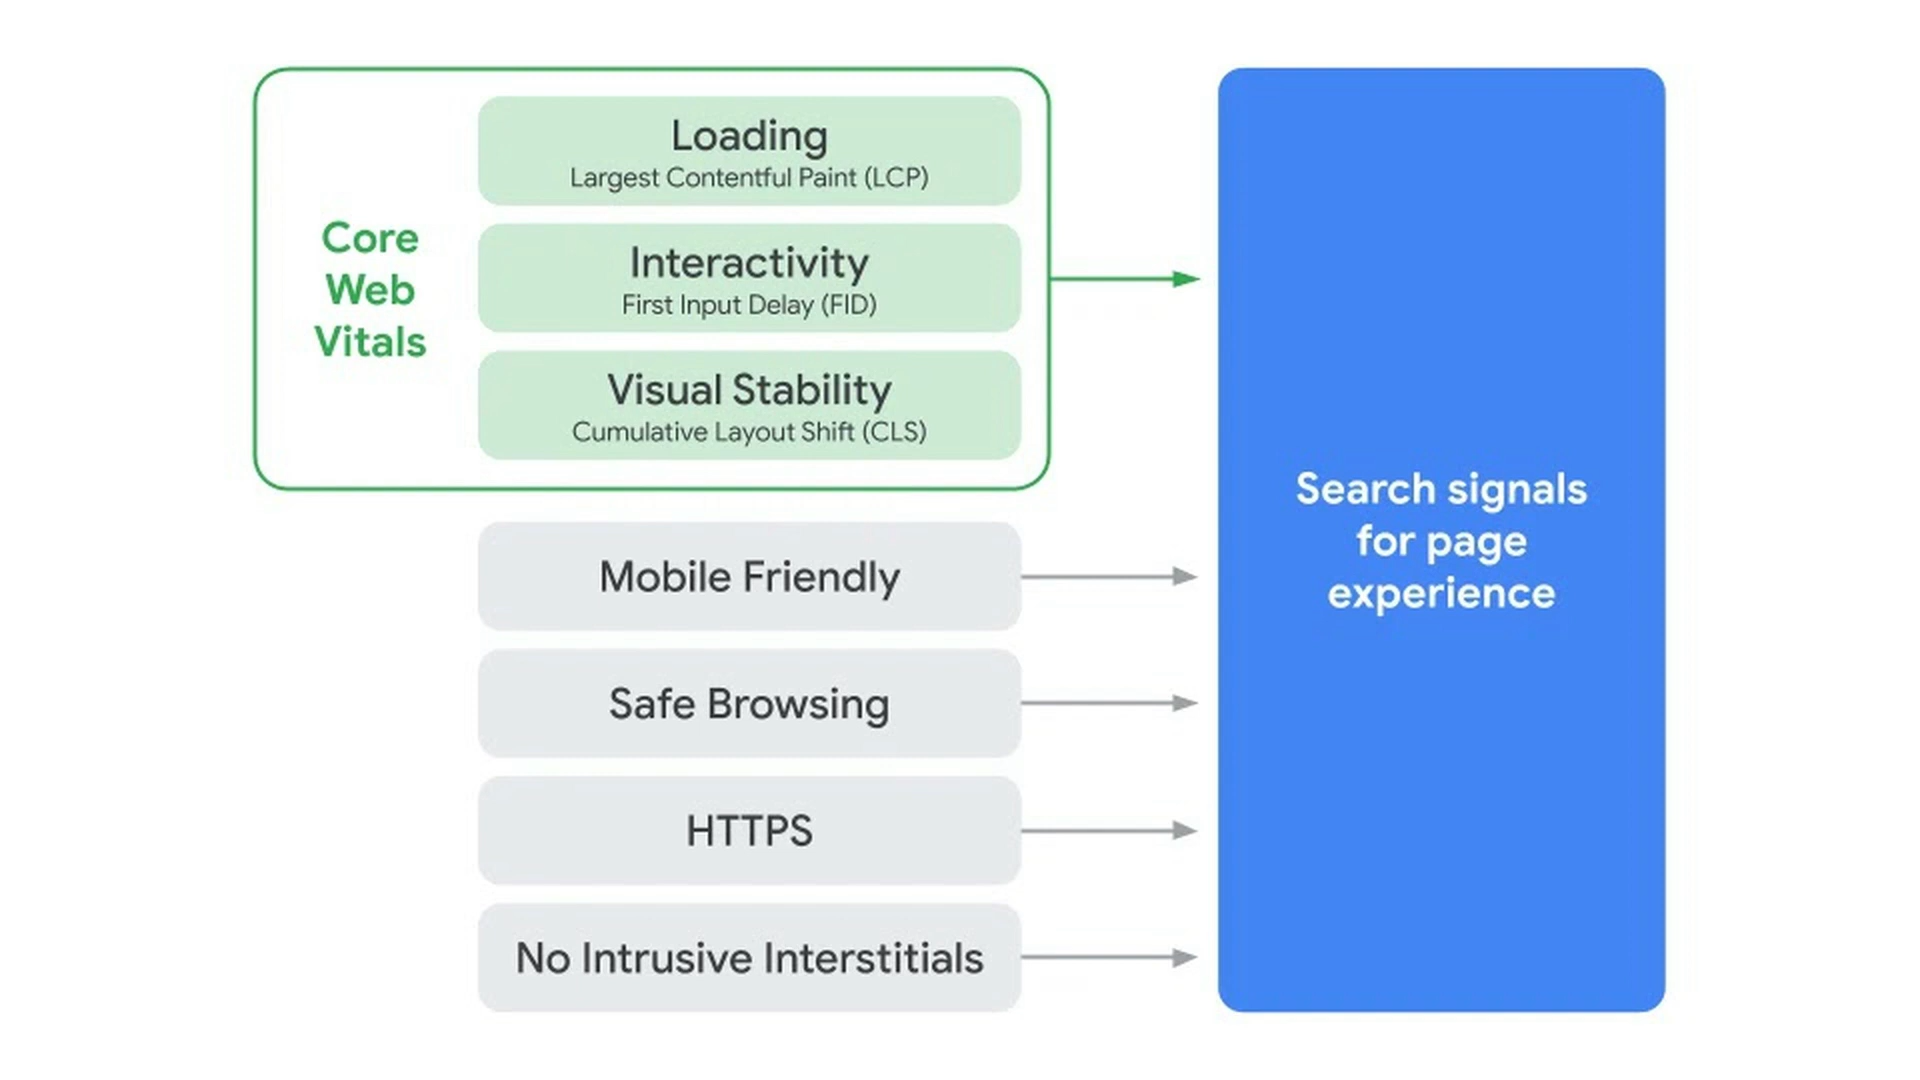 Core
Web
Vitals
Loading
Largest Contentful Paint (LCP)
Interactivity
First Input Delay (FID)
Visual Stability
Cumulative Layout Shift (CLS)
Mobile Friendly
Safe Browsing
HTTPS
No Intrusive Interstitials
Search signals
for page
experience